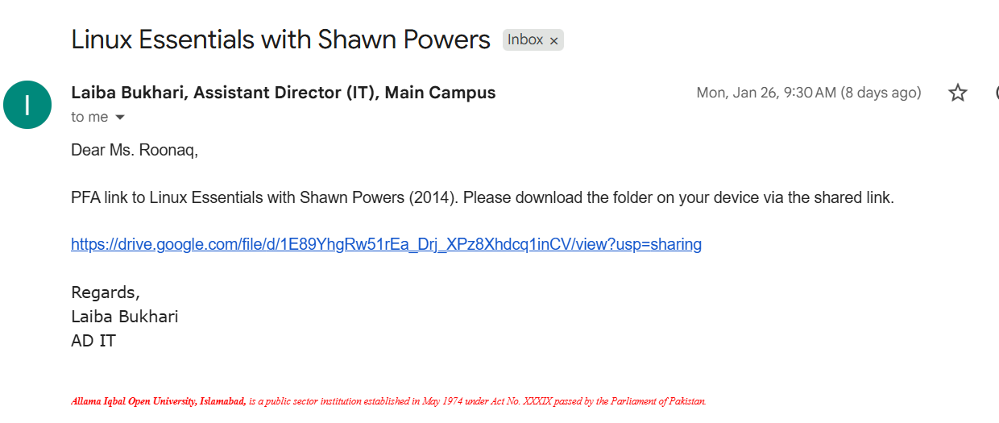 Linux Essentials with Shawn Powers Inbox ×
I
Laiba Bukhari, Assistant Director (IT), Main Campus Mon, Jan 26, 9:30 AM (8 days ago)
to me
Dear Ms. Roonaq,
PFA link to Linux Essentials with Shawn Powers (2014). Please download the folder on your device via the shared link.
https://drive.google.com/file/d/1E89YhgRw51rEa_Drj_XPz8Xhdcq1inCV/view?usp=sharing
Regards,
Laiba Bukhari
AD IT
Allama Iqbal Open University, Islamabad, is a public sector institution established in May 1974 under Act No. XXXIX passed by the Parliament of Pakistan.